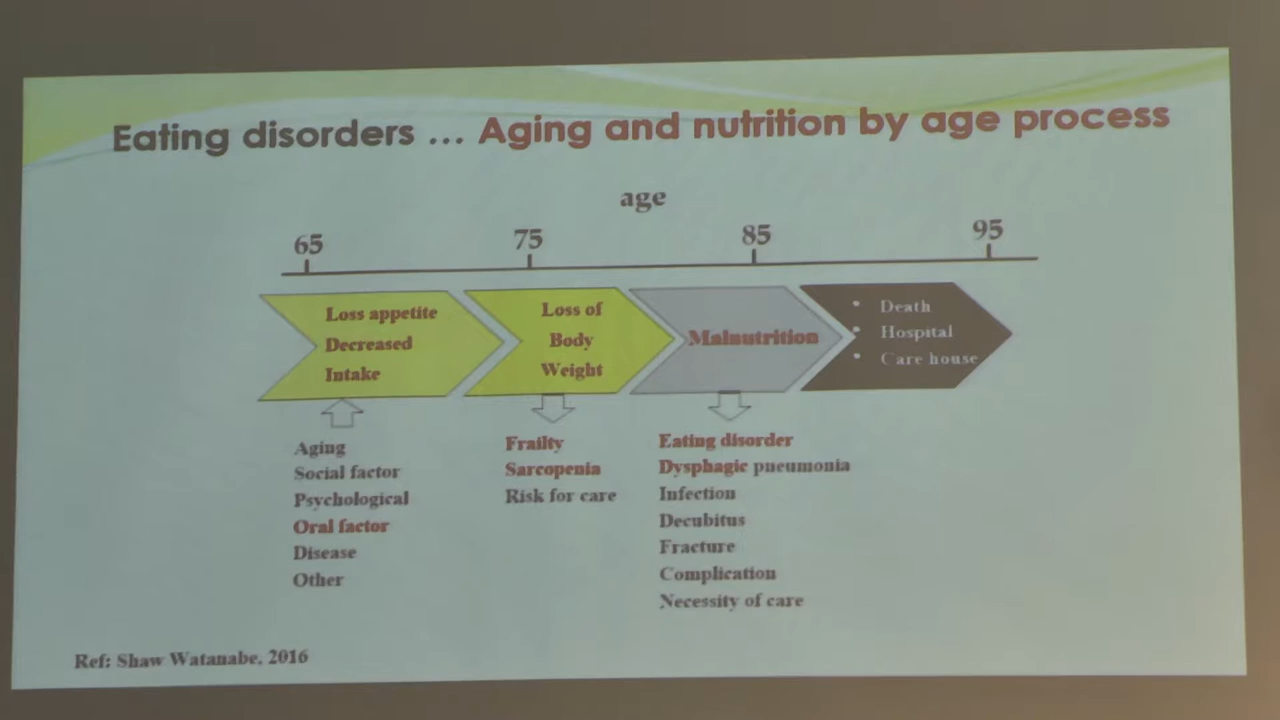 Eating disorders ... Aging and nutrition by age process
age
65 75 85 95
Loss appetite
Decreased
Intake
Loss of
Body
Weight
Malnutrition
• Death
• Hospital
• Care house
Aging
Social factor
Psychological
Oral factor
Disease
Other
Frailty
Sarcopenia
Risk for care
Eating disorder
Dysphagic pneumonia
Infection
Decubitus
Fracture
Complication
Necessity of care
Ref: Shaw Watanabe. 2016